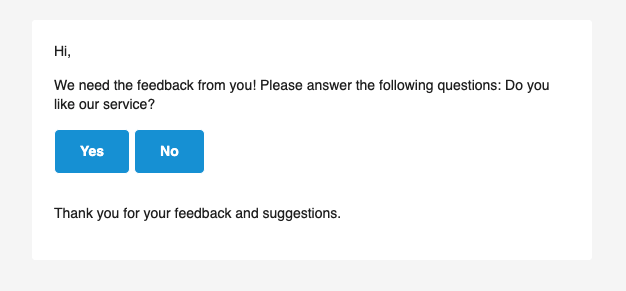 Hi,
We need the feedback from you! Please answer the following questions: Do you
like our service?
Yes No
Thank you for your feedback and suggestions.